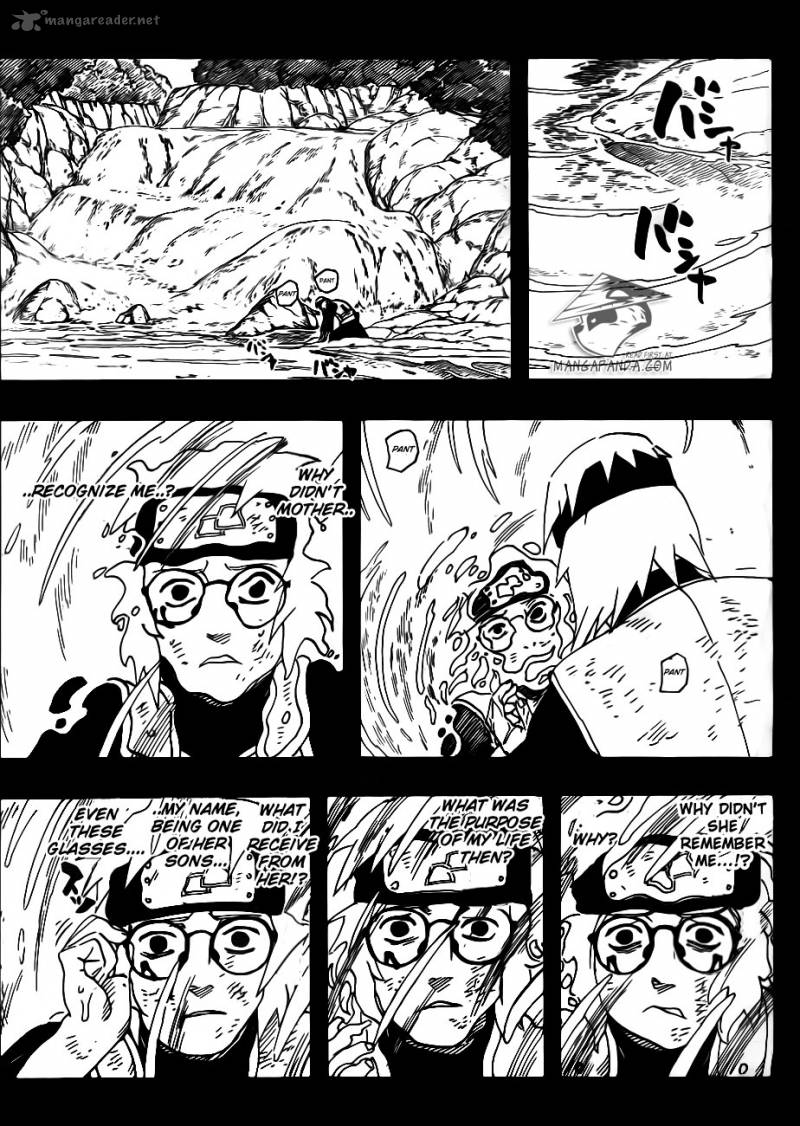 mangareader.net
バシャ
バシャ
READ FIRST AT
MANGAPANDA.COM
PANT
PANT
バシャ
バシャ
PANT
PANT
WHY
DIDN'T
MOTHER..
..RECOGNIZE ME..?
WHY DIDN'T
SHE
REMEMBER
ME...!?
WHY?
WHAT WAS
THE PURPOSE
OF MY LIFE
THEN?
WHAT
DID I
RECEIVE
FROM
HER!?
..MY NAME,
BEING ONE
OF HER
SONS...
EVEN
THESE
GLASSES....
スッ